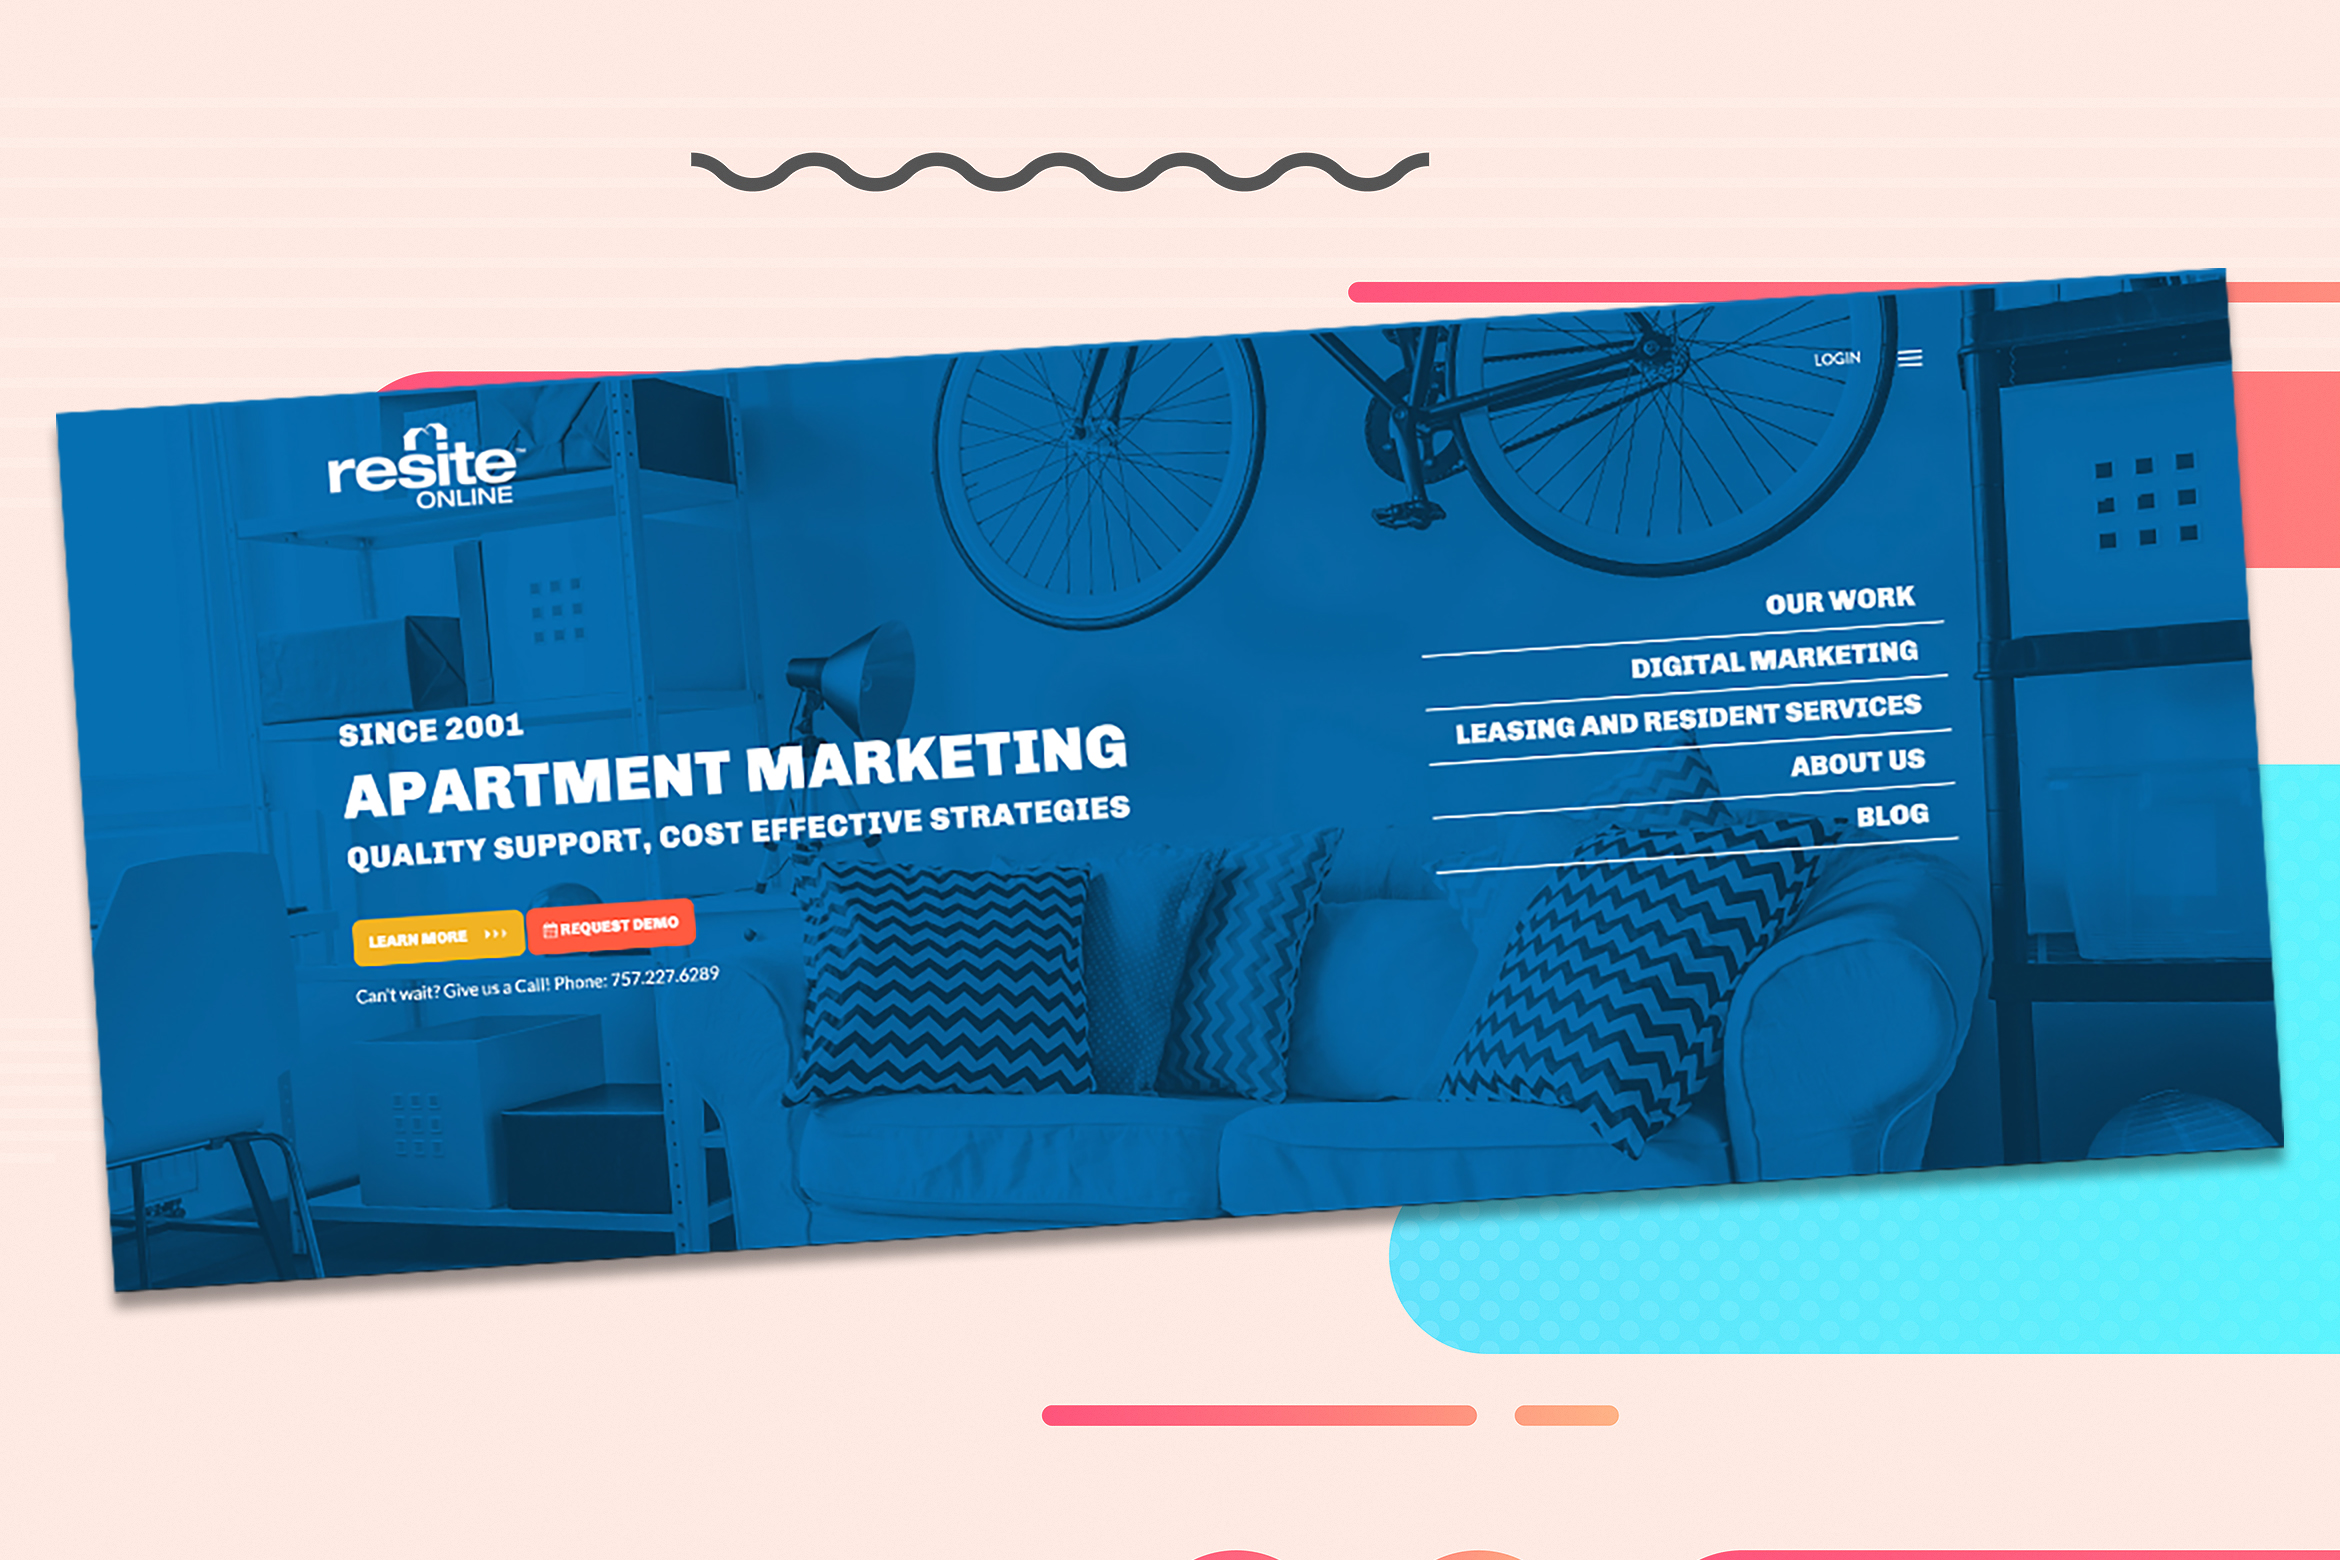 LOGIN
resite™
ONLINE
SINCE 2001
APARTMENT MARKETING
QUALITY SUPPORT, COST EFFECTIVE STRATEGIES
LEARN MORE
REQUEST DEMO
Can't wait? Give us a Call! Phone: 757.227.6289
OUR WORK
DIGITAL MARKETING
LEASING AND RESIDENT SERVICES
ABOUT US
BLOG